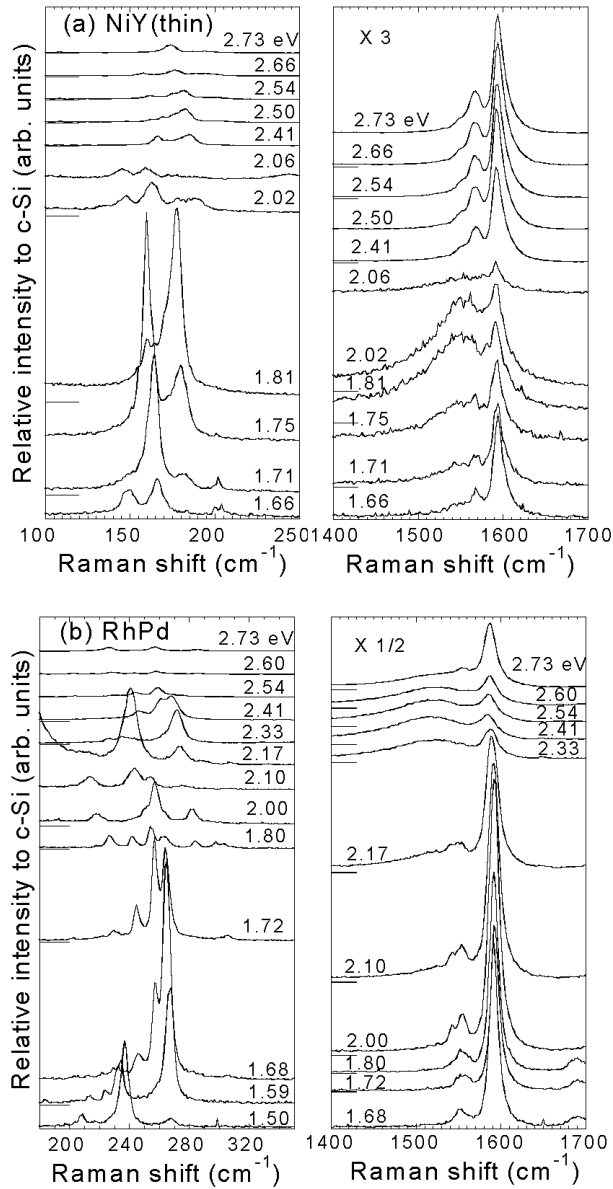 (a) NiY(thin)
2.73 eV
2.66
2.54
2.50
2.41
2.06
2.02
1.81
1.75
1.71
1.66
100 150 200 250
Raman shift (cm⁻¹)
Relative intensity to c-Si (arb. units)
X 3
2.73 eV
2.66
2.54
2.50
2.41
2.06
2.02
1.81
1.75
1.71
1.66
1400 1500 1600 1700
Raman shift (cm⁻¹)
(b) RhPd
2.73 eV
2.60
2.54
2.41
2.33
2.17
2.10
2.00
1.80
1.72
1.68
1.59
1.50
200 240 280 320
Raman shift (cm⁻¹)
Relative intensity to c-Si (arb. units)
X 1/2
2.73 eV
2.60
2.54
2.41
2.33
2.17
2.10
2.00
1.80
1.72
1.68
1400 1500 1600 1700
Raman shift (cm⁻¹)